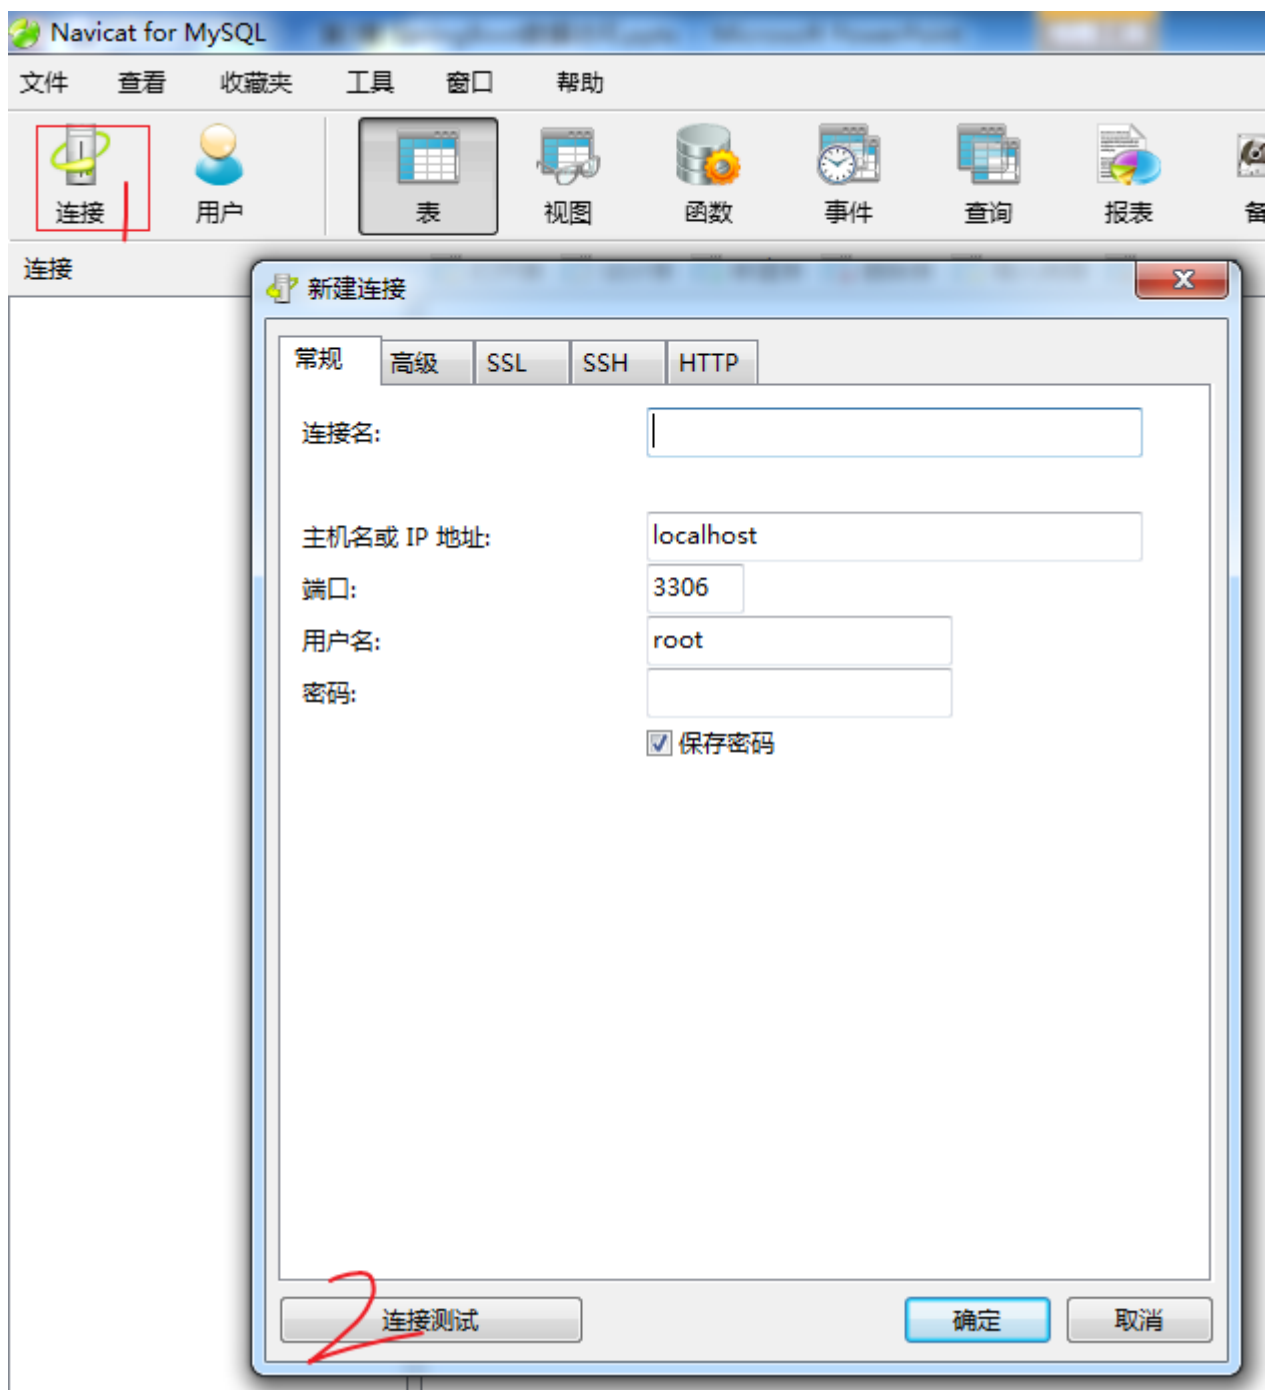 Navicat for MySQL
文件 查看 收藏夹 工具 窗口 帮助
连接 用户 表 视图 函数 事件 查询 报表
1
连接
新建连接
常规 高级 SSL SSH HTTP
连接名:
主机名或 IP 地址: localhost
端口: 3306
用户名: root
密码:
保存密码
2
连接测试 确定 取消